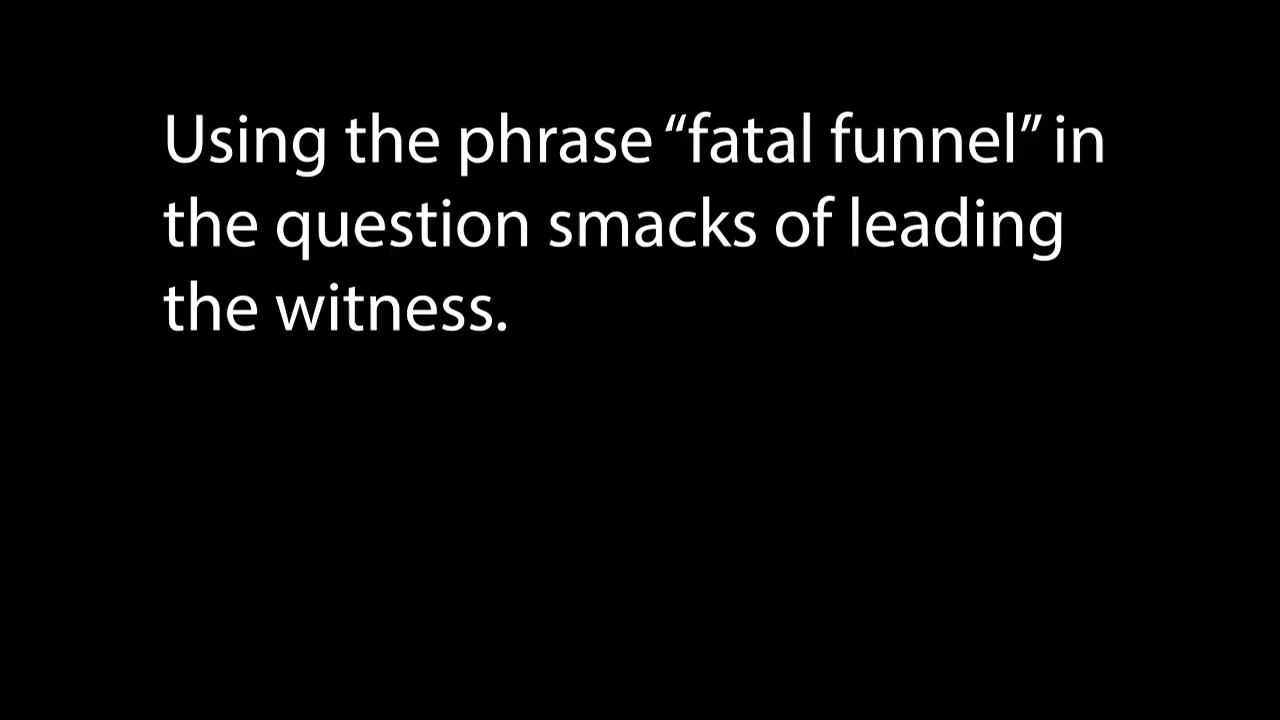 Using the phrase “fatal funnel” in
the question smacks of leading
the witness.